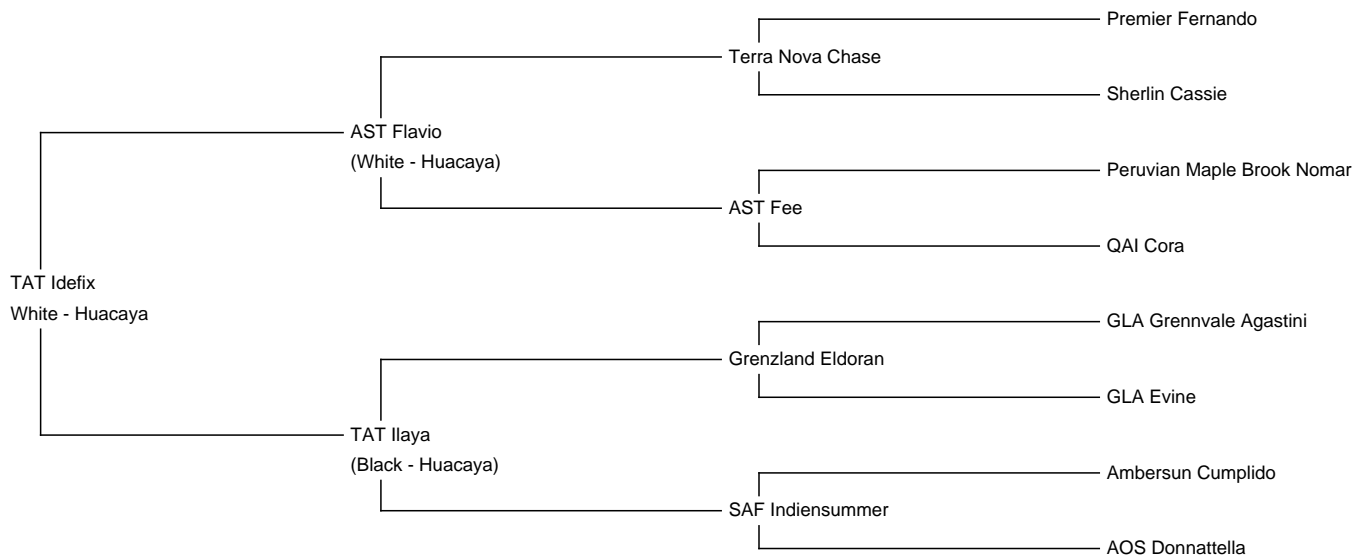 Premier Fernando
Terra Nova Chase
Sherlin Cassie
AST Flavio
(White - Huacaya)
Peruvian Maple Brook Nomar
AST Fee
QAI Cora
TAT Idefix
White - Huacaya
GLA Grennvale Agastini
Grenzland Eldoran
GLA Evine
TAT Ilaya
(Black - Huacaya)
Ambersun Cumplido
SAF Indiensummer
AOS Donnattella